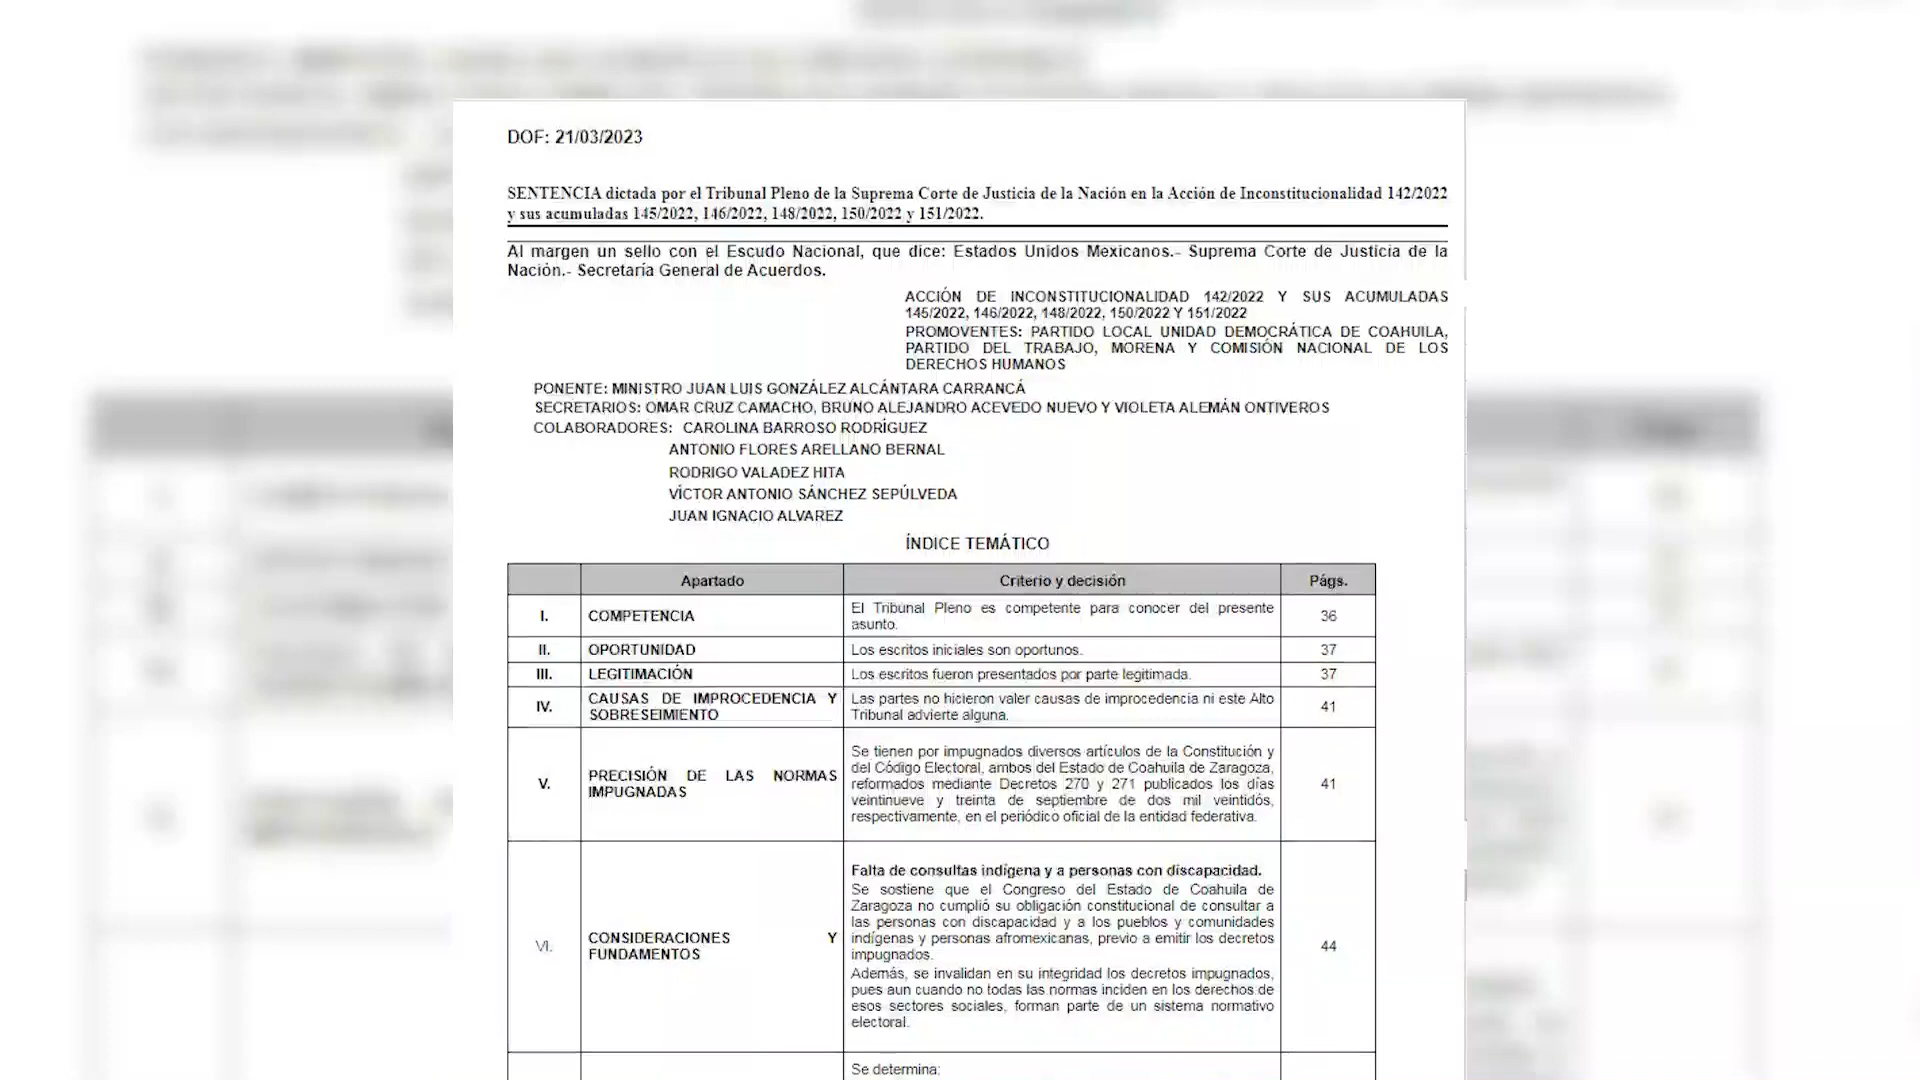 DOF: 21/03/2023
SENTENCIA dictada por el Tribunal Pleno de la Suprema Corte de Justicia de la Nación en la Acción de Inconstitucionalidad 142/2022
y sus acumuladas 145/2022, 146/2022, 148/2022, 150/2022 y 151/2022.
Al margen un sello con el Escudo Nacional, que dice: Estados Unidos Mexicanos.- Suprema Corte de Justicia de la
Nación.- Secretaría General de Acuerdos.
ACCIÓN DE INCONSTITUCIONALIDAD 142/2022 Y SUS ACUMULADAS
145/2022, 146/2022, 148/2022, 150/2022 Y 151/2022
PROMOVENTES: PARTIDO LOCAL UNIDAD DEMOCRÁTICA DE COAHUILA,
PARTIDO DEL TRABAJO, MORENA Y COMISIÓN NACIONAL DE LOS
DERECHOS HUMANOS
PONENTE: MINISTRO JUAN LUIS GONZÁLEZ ALCÁNTARA CARRANCÁ
SECRETARIOS: OMAR CRUZ CAMACHO, BRUNO ALEJANDRO ACEVEDO NUEVO Y VIOLETA ALEMÁN ONTIVEROS
COLABORADORES: CAROLINA BARROSO RODRÍGUEZ
ANTONIO FLORES ARELLANO BERNAL
RODRIGO VALADEZ HITA
VÍCTOR ANTONIO SÁNCHEZ SEPÚLVEDA
JUAN IGNACIO ALVAREZ
ÍNDICE TEMÁTICO
Apartado Criterio y decisión Págs.
I. COMPETENCIA El Tribunal Pleno es competente para conocer del presente
asunto. 36
II. OPORTUNIDAD Los escritos iniciales son oportunos. 37
III. LEGITIMACIÓN Los escritos fueron presentados por parte legitimada. 37
IV. CAUSAS DE IMPROCEDENCIA Y
SOBRESEIMIENTO
Las partes no hicieron valer causas de improcedencia ni este Alto
Tribunal advierte alguna. 41
V. PRECISIÓN DE LAS NORMAS
IMPUGNADAS
Se tienen por impugnados diversos artículos de la Constitución y
del Código Electoral, ambos del Estado de Coahuila de Zaragoza,
reformados mediante Decretos 270 y 271 publicados los días
veintinueve y treinta de septiembre de dos mil veintidós,
respectivamente, en el periódico oficial de la entidad federativa.
41
VI. CONSIDERACIONES Y
FUNDAMENTOS
Falta de consultas indígena y a personas con discapacidad.
Se sostiene que el Congreso del Estado de Coahuila de
Zaragoza no cumplió su obligación constitucional de consultar a
las personas con discapacidad y a los pueblos y comunidades
indígenas y personas afromexicanas, previo a emitir los decretos
impugnados.
Además, se invalidan en su integridad los decretos impugnados,
pues aun cuando no todas las normas inciden en los derechos de
esos sectores sociales, forman parte de un sistema normativo
electoral.
44
Se determina: